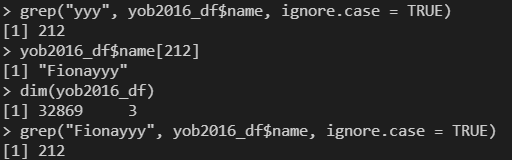 > grep("yyy", yob2016_df$name, ignore.case = TRUE)
[1] 212
> yob2016_df$name[212]
[1] "Fionayyy"
> dim(yob2016_df)
[1] 32869     3
> grep("Fionayyy", yob2016_df$name, ignore.case = TRUE)
[1] 212